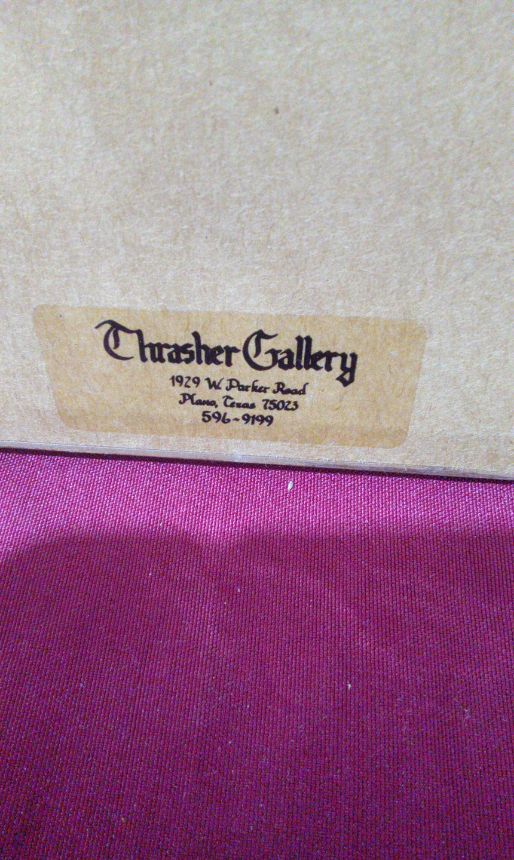 Thrasher Gallery
1929 W. Parker Road
Plano, Texas 75023
596-9199